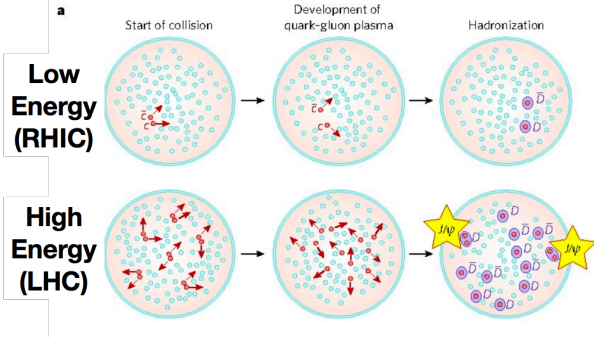 a
Start of collision
Development of
quark–gluon plasma
Hadronization
Low
Energy
(RHIC)
c̅
c
c̅
c
D̅
D
High
Energy
(LHC)
J/ψ
D
D
D̅
D̅
D
J/ψ
D̅
D̅
D̅
D
D
D